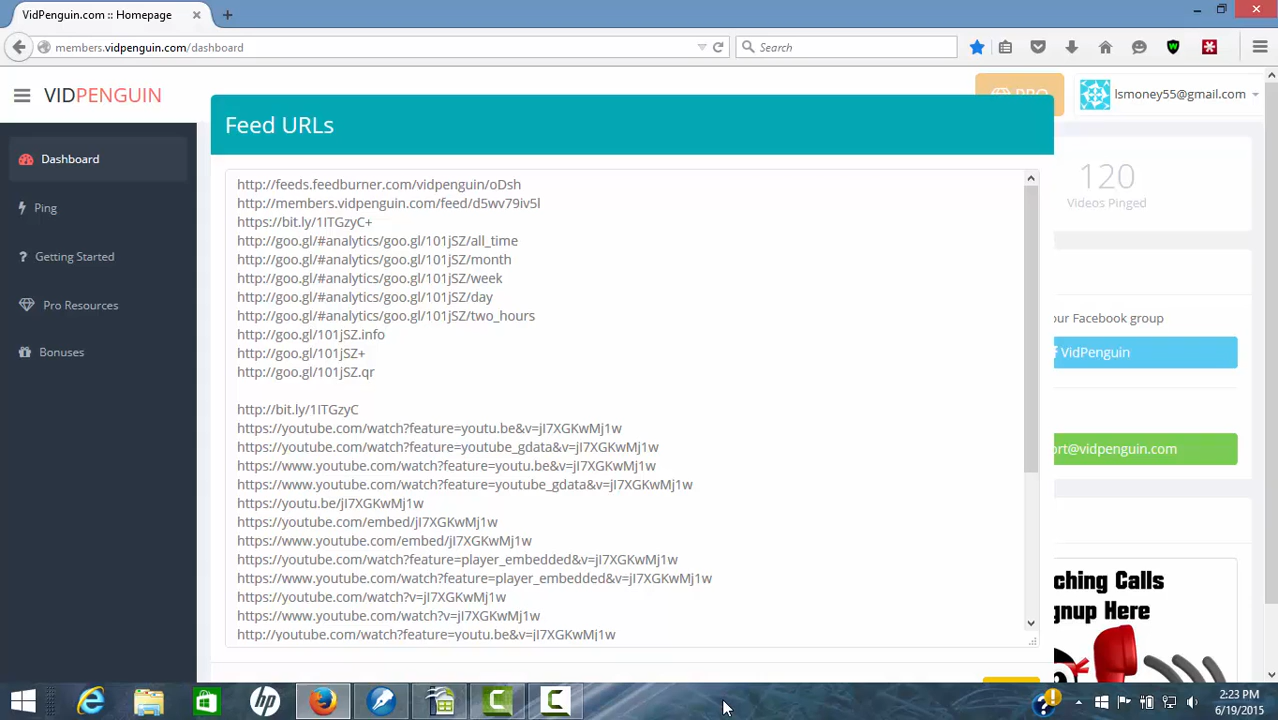 VidPenguin.com :: Homepage
members.vidpenguin.com/dashboard
Search
VIDPENGUIN
PRO
lsmoney55@gmail.com
Feed URLs
Dashboard
Ping
Getting Started
Pro Resources
Bonuses
http://feeds.feedburner.com/vidpenguin/oDsh
http://members.vidpenguin.com/feed/d5wv79iv5l
https://bit.ly/1ITGzyC+
http://goo.gl/#analytics/goo.gl/101jSZ/all_time
http://goo.gl/#analytics/goo.gl/101jSZ/month
http://goo.gl/#analytics/goo.gl/101jSZ/week
http://goo.gl/#analytics/goo.gl/101jSZ/day
http://goo.gl/#analytics/goo.gl/101jSZ/two_hours
http://goo.gl/101jSZ.info
http://goo.gl/101jSZ+
http://goo.gl/101jSZ.qr
http://bit.ly/1ITGzyC
https://youtube.com/watch?feature=youtu.be&v=jI7XGKwMj1w
https://youtube.com/watch?feature=youtube_gdata&v=jI7XGKwMj1w
https://www.youtube.com/watch?feature=youtu.be&v=jI7XGKwMj1w
https://www.youtube.com/watch?feature=youtube_gdata&v=jI7XGKwMj1w
https://youtu.be/jI7XGKwMj1w
https://youtube.com/embed/jI7XGKwMj1w
https://www.youtube.com/embed/jI7XGKwMj1w
https://youtube.com/watch?feature=player_embedded&v=jI7XGKwMj1w
https://www.youtube.com/watch?feature=player_embedded&v=jI7XGKwMj1w
https://youtube.com/watch?v=jI7XGKwMj1w
https://www.youtube.com/watch?v=jI7XGKwMj1w
http://youtube.com/watch?feature=youtu.be&v=jI7XGKwMj1w
120
Videos Pinged
our Facebook group
VidPenguin
ort@vidpenguin.com
ching Calls
gnup Here
2:23 PM
6/19/2015